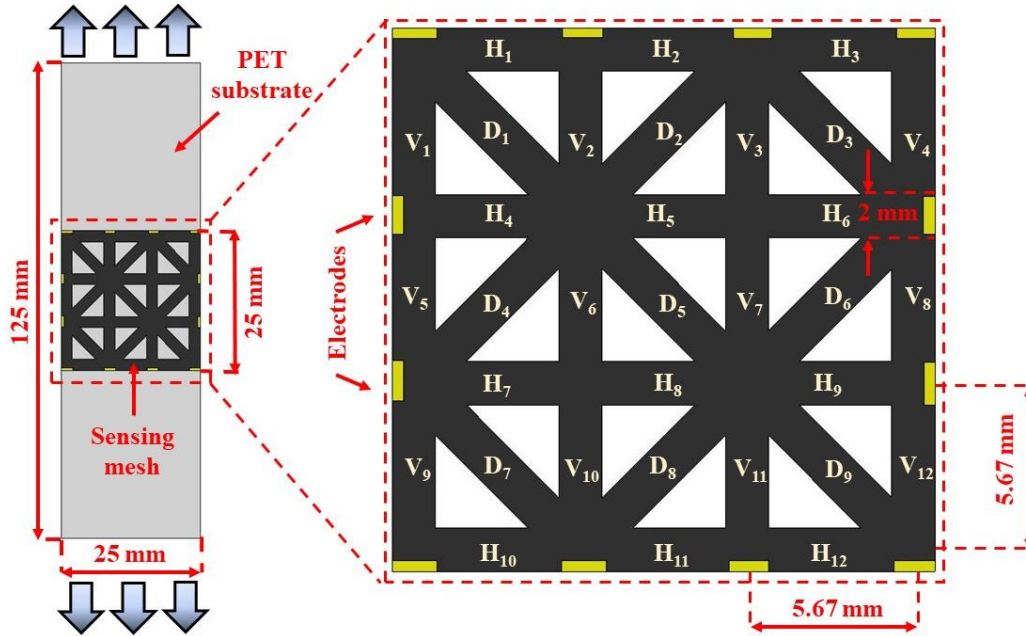 PET
substrate
125 mm
25 mm
Sensing
mesh
25 mm
Electrodes
H1 H2 H3
V1 D1 V2 D2 V3 D3 V4
H4 H5 H6 2 mm
V5 D4 V6 D5 V7 D6 V8
H7 H8 H9
V9 D7 V10 D8 V11 D9 V12
H10 H11 H12
5.67 mm
5.67 mm